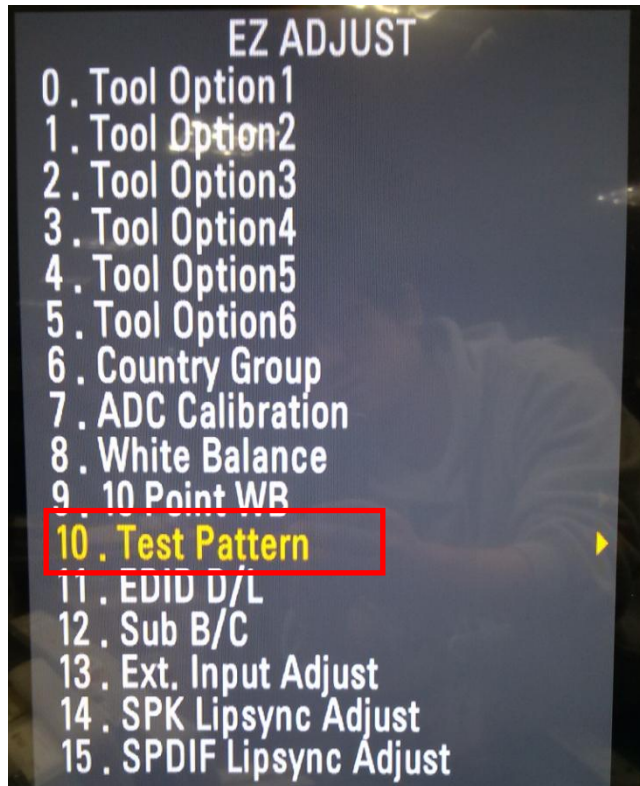 EZ ADJUST
0 . Tool Option1
1 . Tool Option2
2 . Tool Option3
3 . Tool Option4
4 . Tool Option5
5 . Tool Option6
6 . Country Group
7 . ADC Calibration
8 . White Balance
9 . 10 Point WB
10 . Test Pattern
11 . EDID D/L
12 . Sub B/C
13 . Ext. Input Adjust
14 . SPK Lipsync Adjust
15 . SPDIF Lipsync Adjust